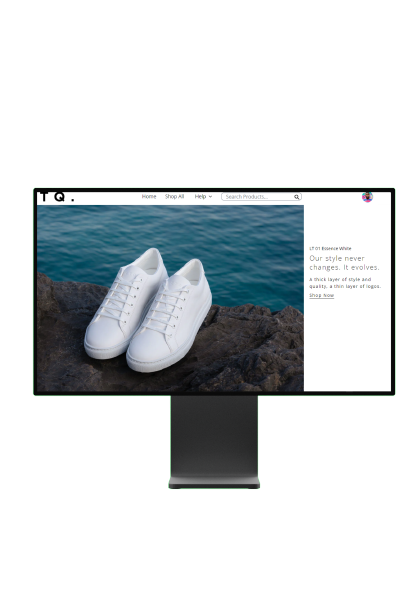 TQ.
Home Shop All Help Search Products...
LT 01 Essence White
Our style never
changes. It evolves.
A thick layer of style and
quality, a thin layer of logos.
Shop Now